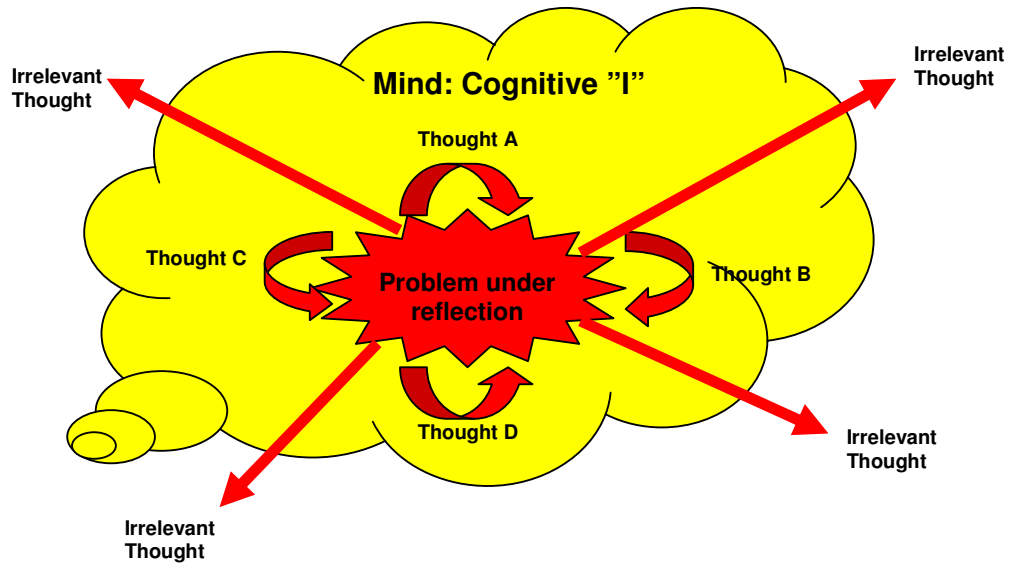 Irrelevant
Thought
Mind: Cognitive ”I”
Irrelevant
Thought
Thought A
Thought C
Problem under
reflection
Thought B
Thought D
Irrelevant
Thought
Irrelevant
Thought